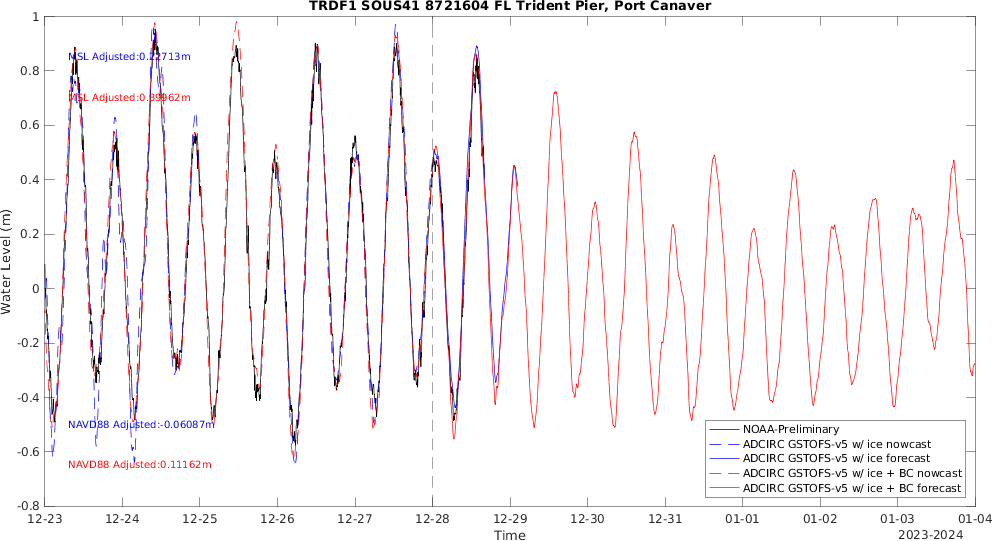 TRDF1 SOUS41 8721604 FL Trident Pier, Port Canaver
Water Level (m)
1
0.8
0.6
0.4
0.2
0
-0.2
-0.4
-0.6
-0.8
MSL Adjusted:0.22713m
MSL Adjusted:0.39962m
NAVD88 Adjusted:-0.06087m
NAVD88 Adjusted:0.11162m
NOAA-Preliminary
ADCIRC GSTOFS-v5 w/ ice nowcast
ADCIRC GSTOFS-v5 w/ ice forecast
ADCIRC GSTOFS-v5 w/ ice + BC nowcast
ADCIRC GSTOFS-v5 w/ ice + BC forecast
12-23 12-24 12-25 12-26 12-27 12-28 12-29 12-30 12-31 01-01 01-02 01-03 01-04
Time
2023-2024